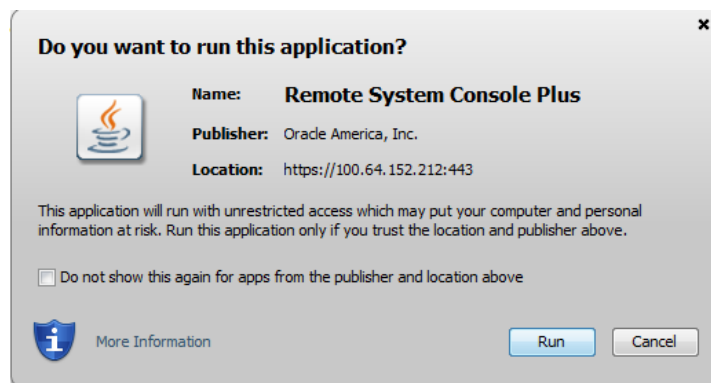 Do you want to run this application?
Name: Remote System Console Plus
Publisher: Oracle America, Inc.
Location: https://100.64.152.212:443
This application will run with unrestricted access which may put your computer and personal
information at risk. Run this application only if you trust the location and publisher above.
Do not show this again for apps from the publisher and location above
More Information
Run
Cancel